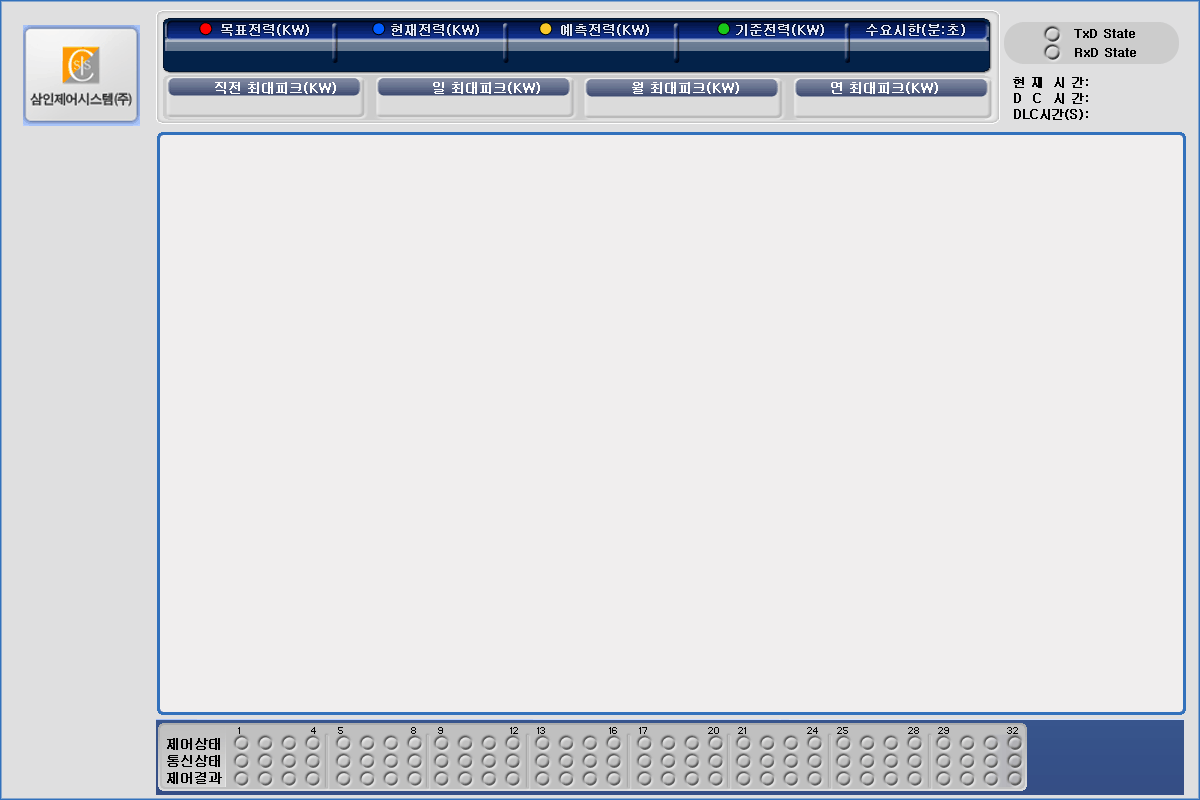 SIS
삼인제어시스템(주)
목표전력(KW) 현재전력(KW) 예측전력(KW) 기준전력(KW) 수요시한(분:초)
직전 최대피크(KW) 일 최대피크(KW) 월 최대피크(KW) 연 최대피크(KW)
TxD State
RxD State
현 재 시 간:
D C 시 간:
DLC시간(S):
1 4 5 8 9 12 13 16 17 20 21 24 25 28 29 32
제어상태
통신상태
제어결과